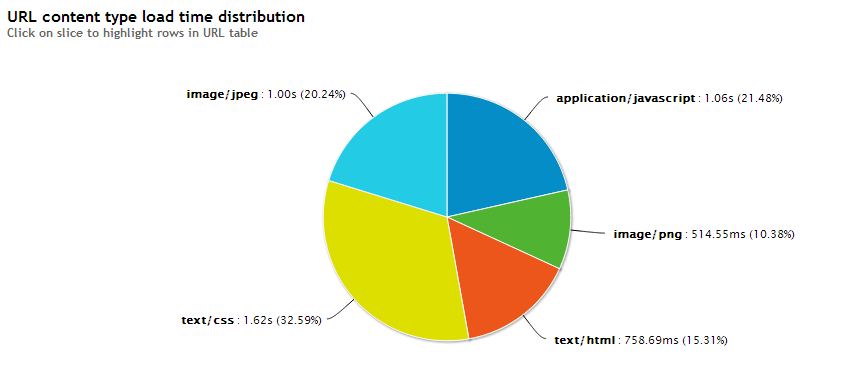 URL content type load time distribution
Click on slice to highlight rows in URL table
image/jpeg : 1.00s (20.24%)
application/javascript : 1.06s (21.48%)
image/png : 514.55ms (10.38%)
text/css : 1.62s (32.59%)
text/html : 758.69ms (15.31%)